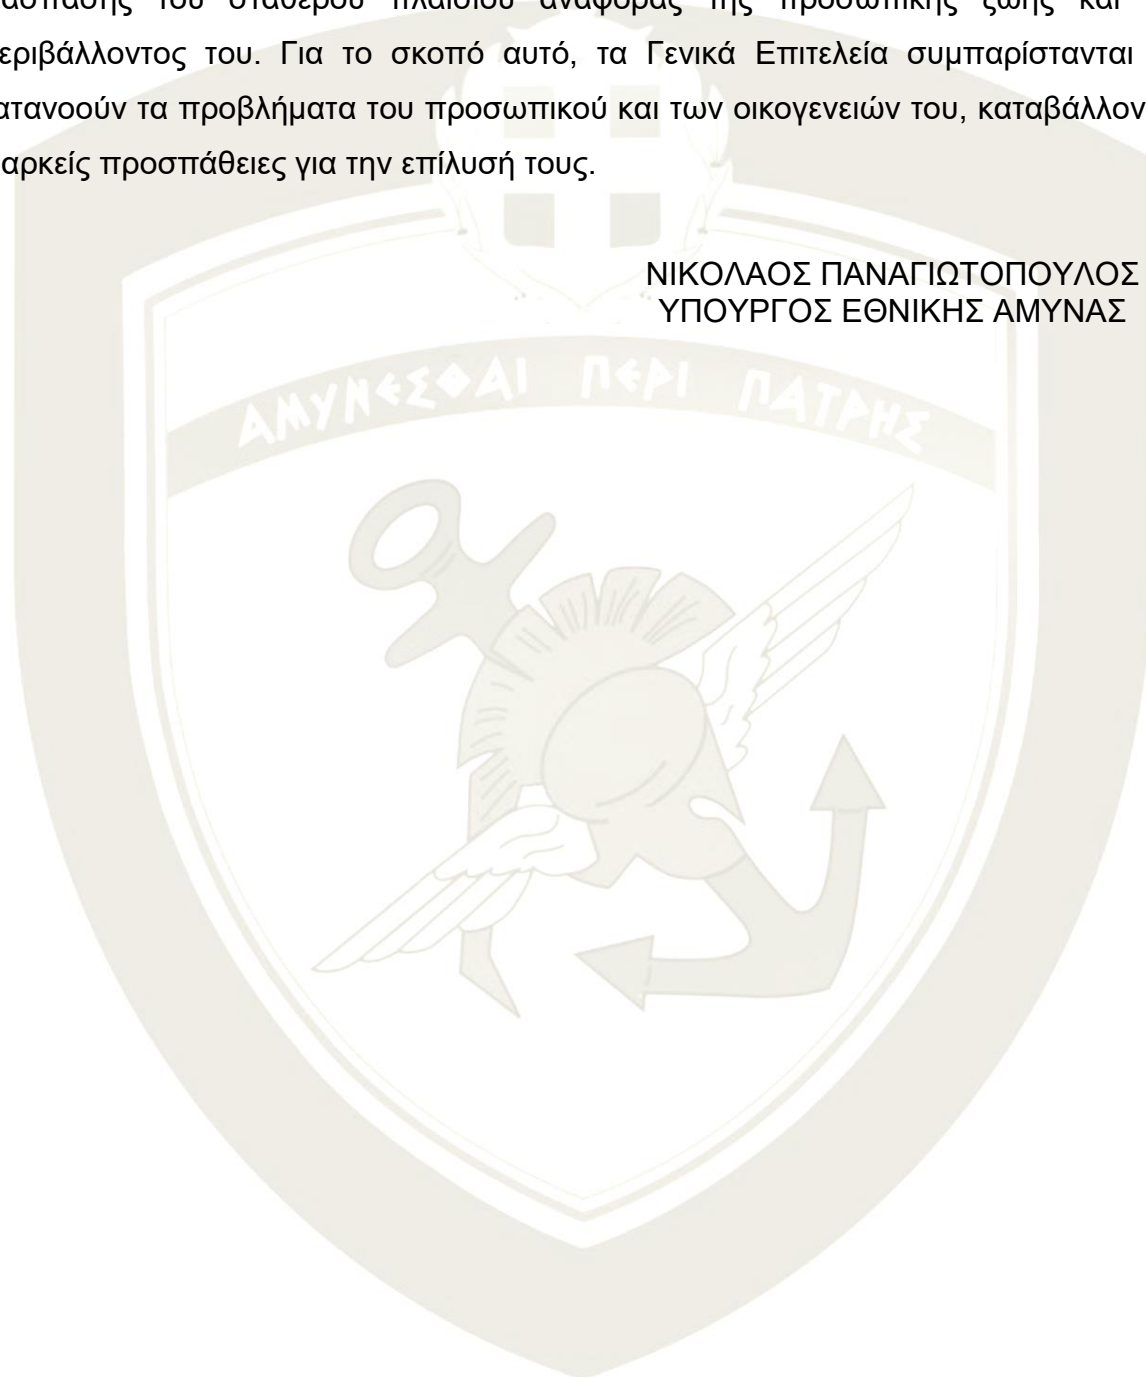 άσπασης του σταθερού πλαισίου αναφοράς της προσωπικής ζωής και
εριβάλλοντος του. Για το σκοπό αυτό, τα Γενικά Επιτελεία συμπαρίστανται
ατανοούν τα προβλήματα του προσωπικού και των οικογενειών του, καταβάλλον
αρκείς προσπάθειες για την επίλυσή τους.
ΝΙΚΟΛΑΟΣ ΠΑΝΑΓΙΩΤΟΠΟΥΛΟΣ
ΥΠΟΥΡΓΟΣ ΕΘΝΙΚΗΣ ΑΜΥΝΑΣ
ΑΜΥΝΕΣΘΑΙ ΠΕΡΙ ΠΑΤΡΗΣ